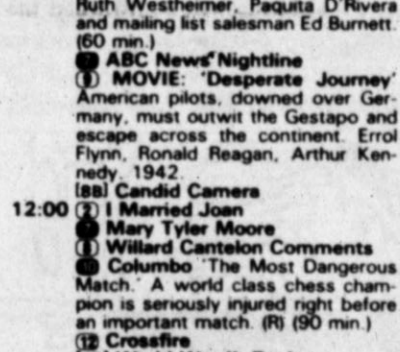 Ruth Westheimer, Paquita D'Rivera
and mailing list salesman Ed Burnett.
(60 min.)
ABC News Nightline
MOVIE: 'Desperate Journey'
American pilots, downed over Ger-
many, must outwit the Gestapo and
escape across the continent. Errol
Flynn, Ronald Reagan, Arthur Ken-
nedy. 1942.
[BB] Candid Camera
12:00 (2) I Married Joan
Mary Tyler Moore
Willard Cantelon Comments
(10) Columbo 'The Most Dangerous
Match.' A world class chess cham-
pion is seriously injured right before
an important match. (R) (90 min.)
(12) Crossfire